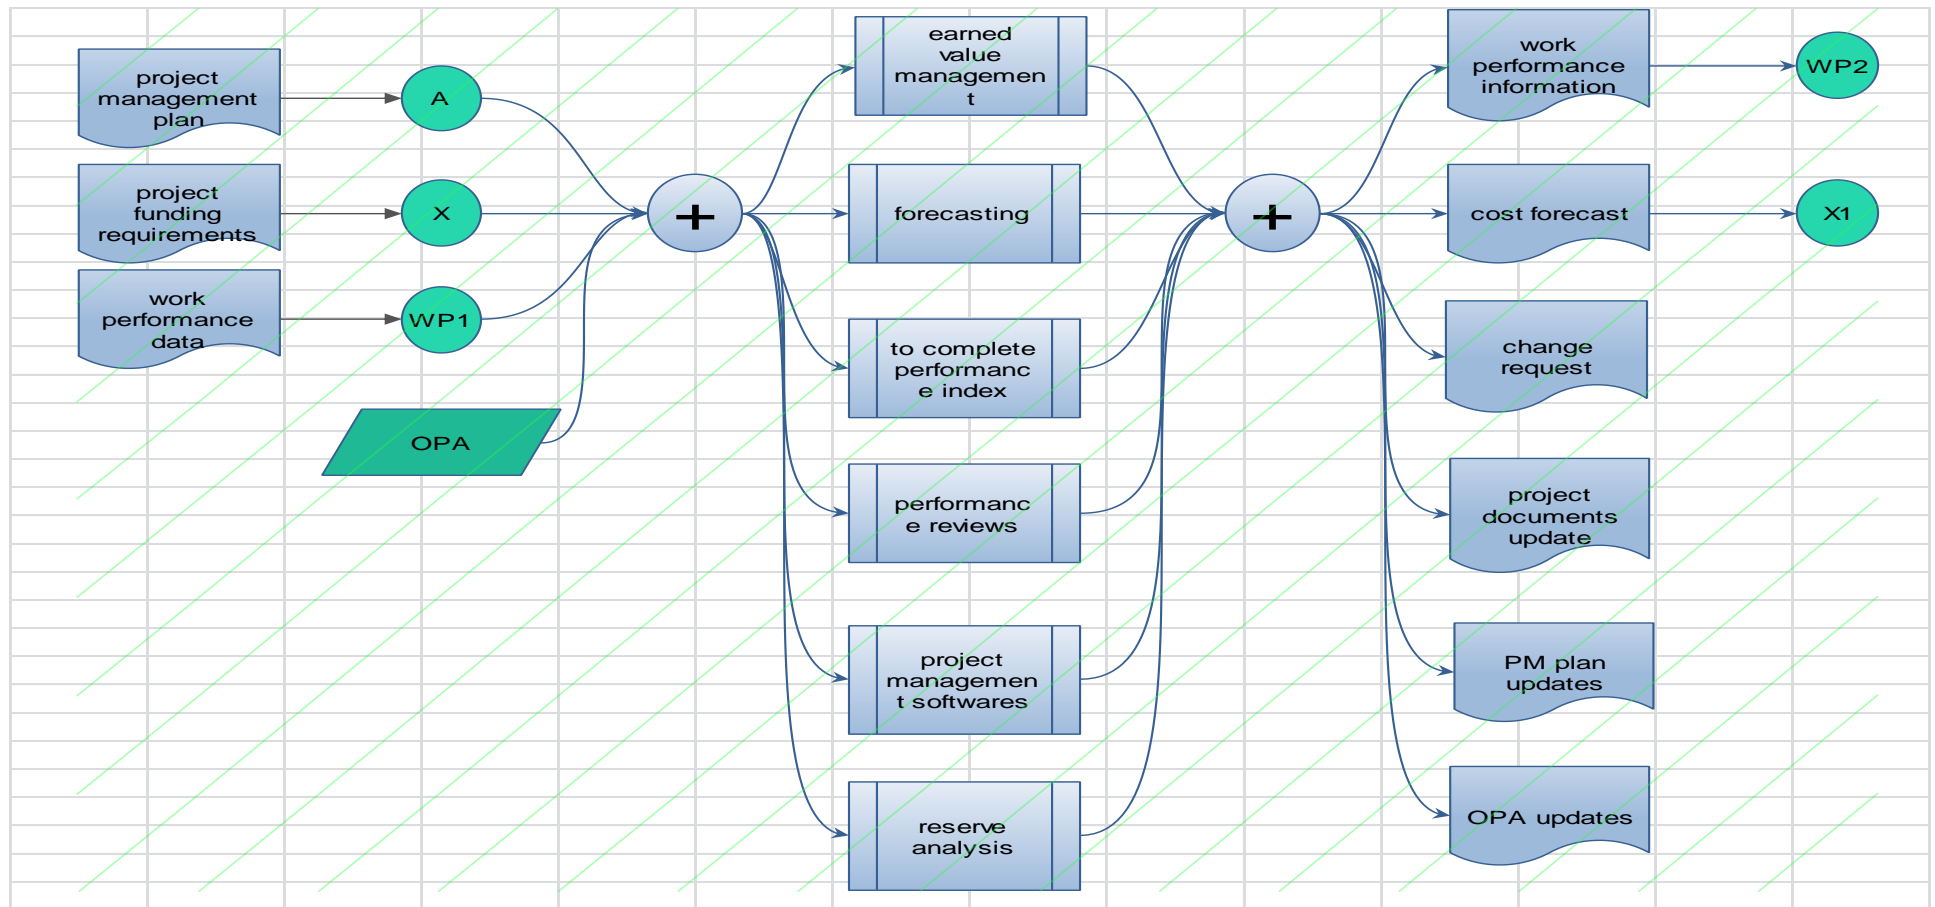 project
management
plan
A
project
funding
requirements
X
work
performance
data
WP1
OPA
+
earned
value
managemen
t
forecasting
to complete
performanc
e index
performanc
e reviews
project
managemen
t softwares
reserve
analysis
+
work
performance
information
WP2
cost forecast
X1
change
request
project
documents
update
PM plan
updates
OPA updates